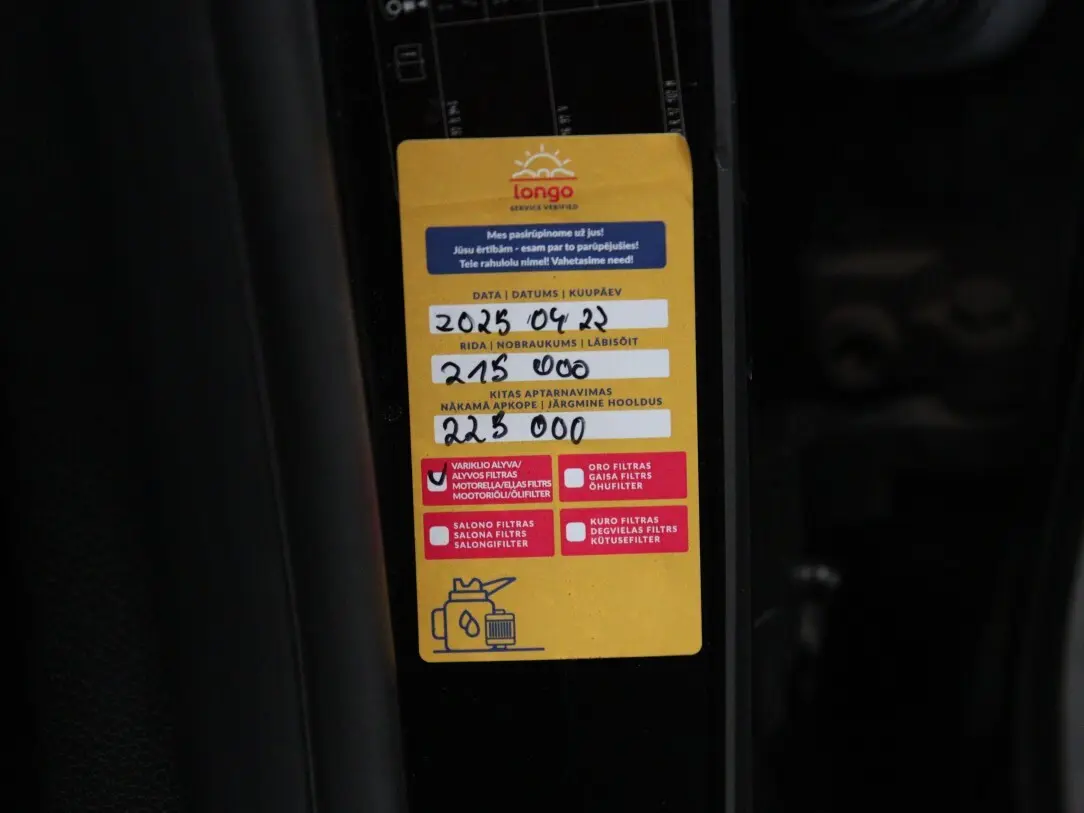 longo
SERVICE VERIFIED
Mes pasirūpinome už jus!
Jūsu ērtībām - esam par to parūpējušies!
Teie rahulolu nimel! Vahetasime need!
DATA | DATUMS | KUUPÄEV
2025 04 22
RIDA | NOBRAUKUMS | LÄBISÕIT
215 000
KITAS APTARNAVIMAS
NĀKAMĀ APKOPE | JÄRGMINE HOOLDUS
225 000
VARIKLIO ALYVA/
ALYVOS FILTRAS
MOTOREĻĻA/EĻĻAS FILTRS
MOOTORIÕLI/ÕLIFILTER
ORO FILTRAS
GAISA FILTRS
ÕHUFILTER
SALONO FILTRAS
SALONA FILTRS
SALONGIFILTER
KURO FILTRAS
DEGVIELAS FILTRS
KÜTUSEFILTER